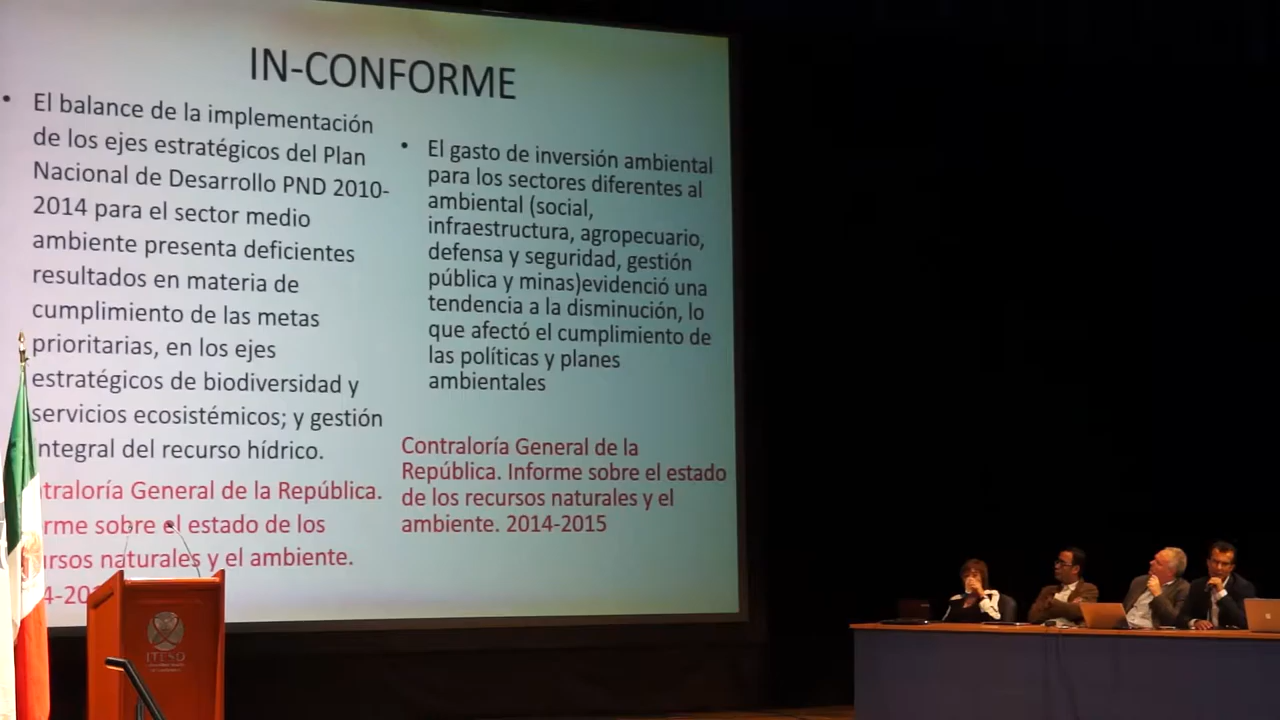 IN-CONFORME
• El balance de la implementación
de los ejes estratégicos del Plan
Nacional de Desarrollo PND 2010-
2014 para el sector medio
ambiente presenta deficientes
resultados en materia de
cumplimiento de las metas
prioritarias, en los ejes
estratégicos de biodiversidad y
servicios ecosistémicos; y gestión
ntegral del recurso hídrico.
traloría General de la República.
rme sobre el estado de los
ursos naturales y el ambiente.
4-20
• El gasto de inversión ambiental
para los sectores diferentes al
ambiental (social,
infraestructura, agropecuario,
defensa y seguridad, gestión
pública y minas)evidenció una
tendencia a la disminución, lo
que afectó el cumplimiento de
las políticas y planes
ambientales
Contraloría General de la
República. Informe sobre el estado
de los recursos naturales y el
ambiente. 2014-2015
ITESO